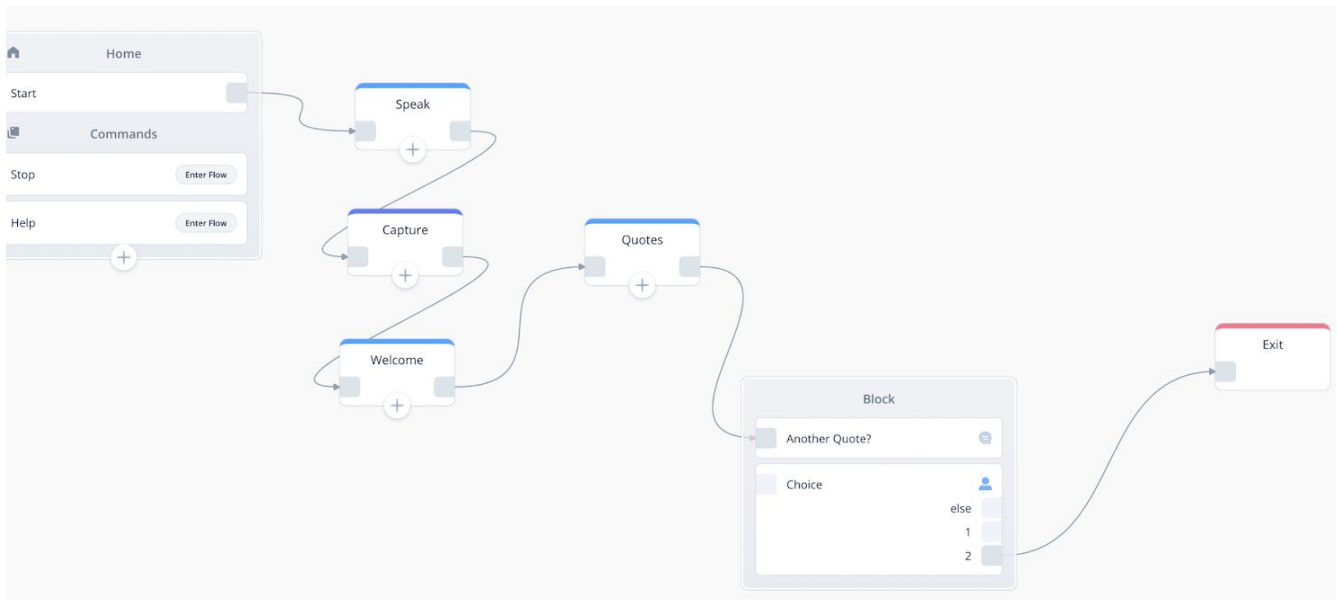 Home
Start
Commands
Stop
Enter Flow
Help
Enter Flow
Speak
Capture
Welcome
Quotes
Block
Another Quote?
Choice
else
1
2
Exit